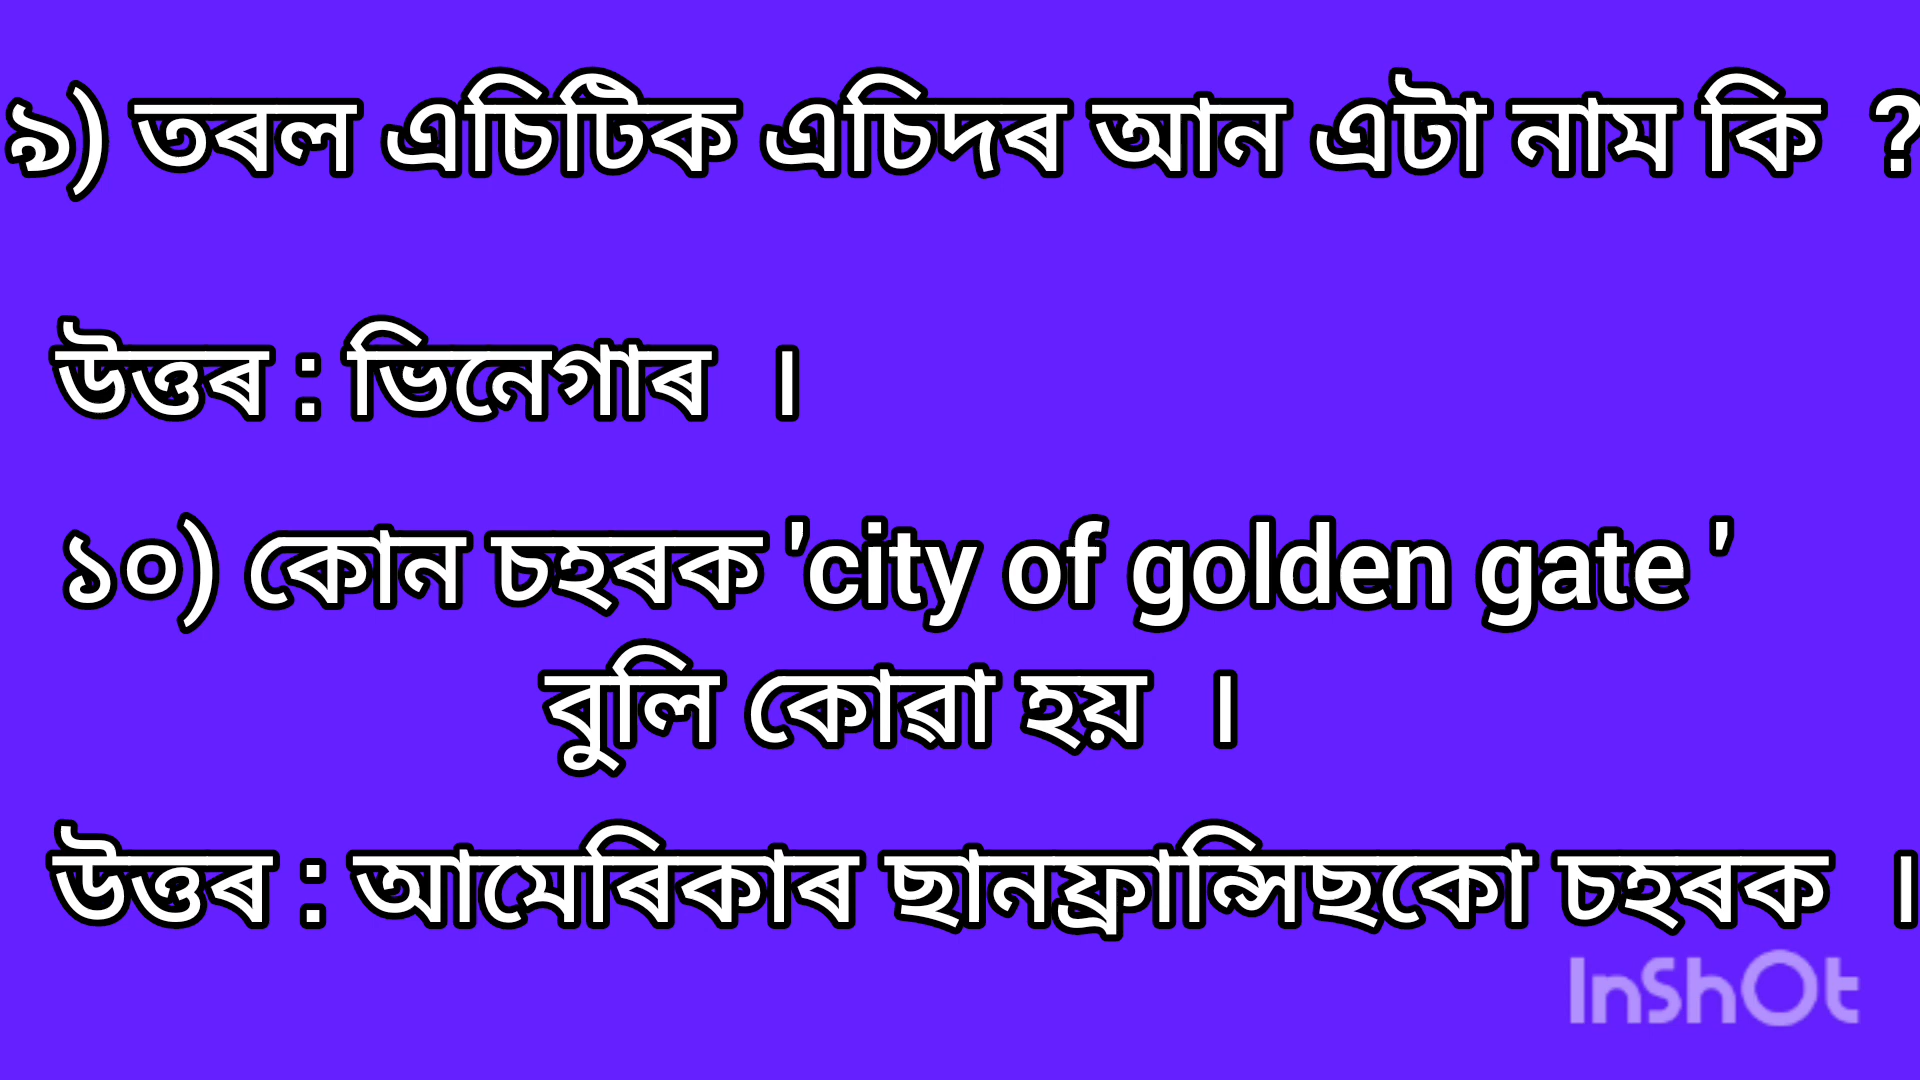 ৯) তৰল এচিটিক এচিদৰ আন এটা নাম কি ?
উত্তৰ : ভিনেগাৰ ।
১০) কোন চহৰক 'city of golden gate '
বুলি কোৱা হয় ।
উত্তৰ : আমেৰিকাৰ ছানফ্ৰান্সিছকো চহৰক ।
InShOt